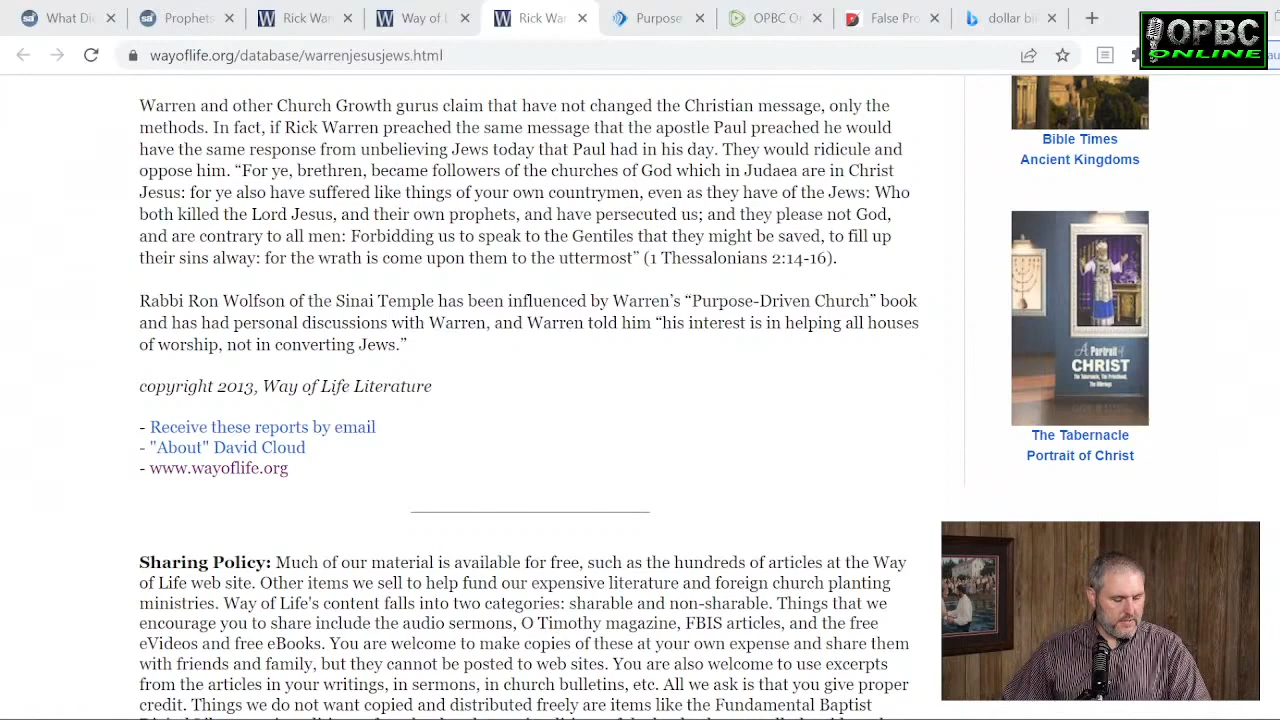 What Di
Prophets
Rick War
Way of
Rick War
Purpose
OPBC On
False Pro
dollar bi
OPBC
ONLINE
wayoflife.org/database/warrenjesusjews.html
Warren and other Church Growth gurus claim that have not changed the Christian message, only the
methods. In fact, if Rick Warren preached the same message that the apostle Paul preached he would
have the same response from unbelieving Jews today that Paul had in his day. They would ridicule and
oppose him. “For ye, brethren, became followers of the churches of God which in Judaea are in Christ
Jesus: for ye also have suffered like things of your own countrymen, even as they have of the Jews: Who
both killed the Lord Jesus, and their own prophets, and have persecuted us; and they please not God,
and are contrary to all men: Forbidding us to speak to the Gentiles that they might be saved, to fill up
their sins alway: for the wrath is come upon them to the uttermost” (1 Thessalonians 2:14-16).
Rabbi Ron Wolfson of the Sinai Temple has been influenced by Warren’s “Purpose-Driven Church” book
and has had personal discussions with Warren, and Warren told him “his interest is in helping all houses
of worship, not in converting Jews.”
copyright 2013, Way of Life Literature
- Receive these reports by email
- "About" David Cloud
- www.wayoflife.org
Sharing Policy: Much of our material is available for free, such as the hundreds of articles at the Way
of Life web site. Other items we sell to help fund our expensive literature and foreign church planting
ministries. Way of Life's content falls into two categories: sharable and non-sharable. Things that we
encourage you to share include the audio sermons, O Timothy magazine, FBIS articles, and the free
eVideos and free eBooks. You are welcome to make copies of these at your own expense and share them
with friends and family, but they cannot be posted to web sites. You are also welcome to use excerpts
from the articles in your writings, in sermons, in church bulletins, etc. All we ask is that you give proper
credit. Things we do not want copied and distributed freely are items like the Fundamental Baptist
Bible Times
Ancient Kingdoms
A Portrait of
CHRIST
The Tabernacle, The Priesthood,
The Offerings
The Tabernacle
Portrait of Christ